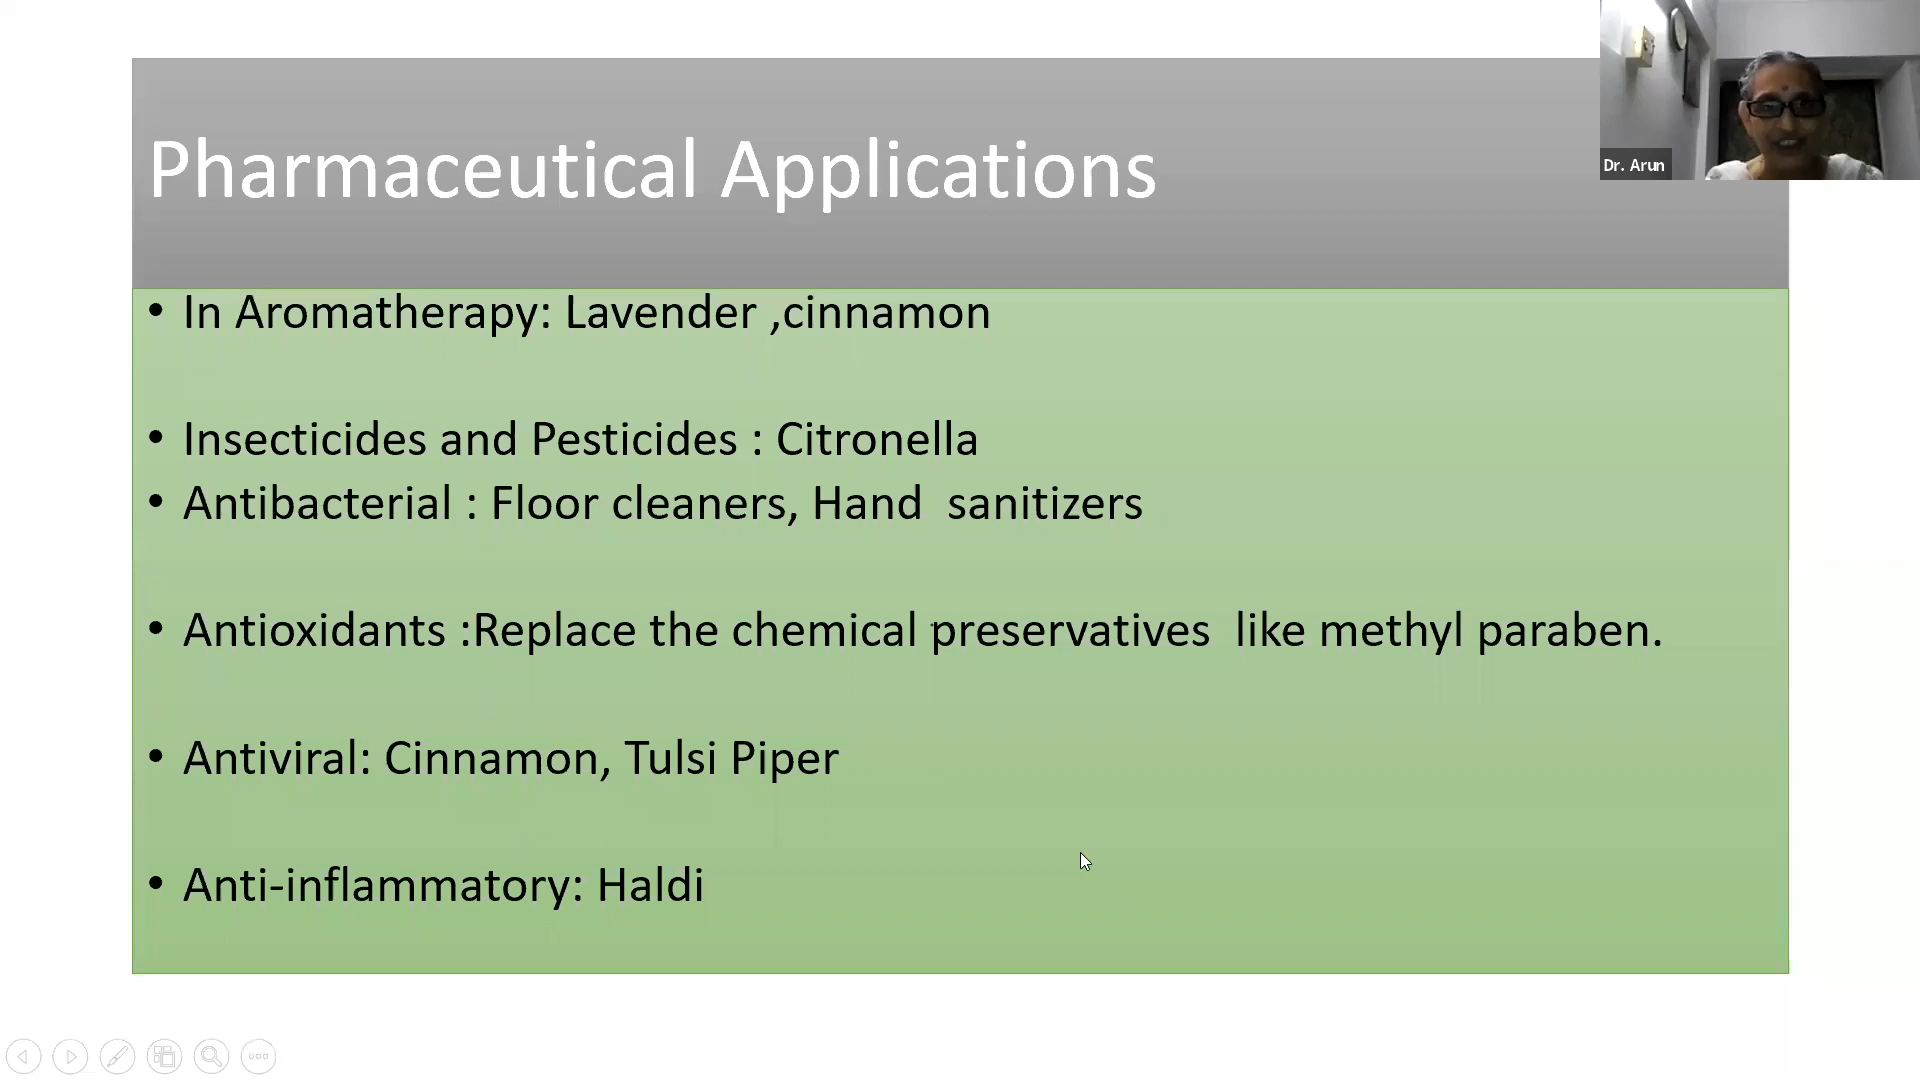 Pharmaceutical Applications
Dr. Arun
• In Aromatherapy: Lavender ,cinnamon
• Insecticides and Pesticides : Citronella
• Antibacterial : Floor cleaners, Hand  sanitizers
• Antioxidants :Replace the chemical preservatives  like methyl paraben.
• Antiviral: Cinnamon, Tulsi Piper
• Anti-inflammatory: Haldi